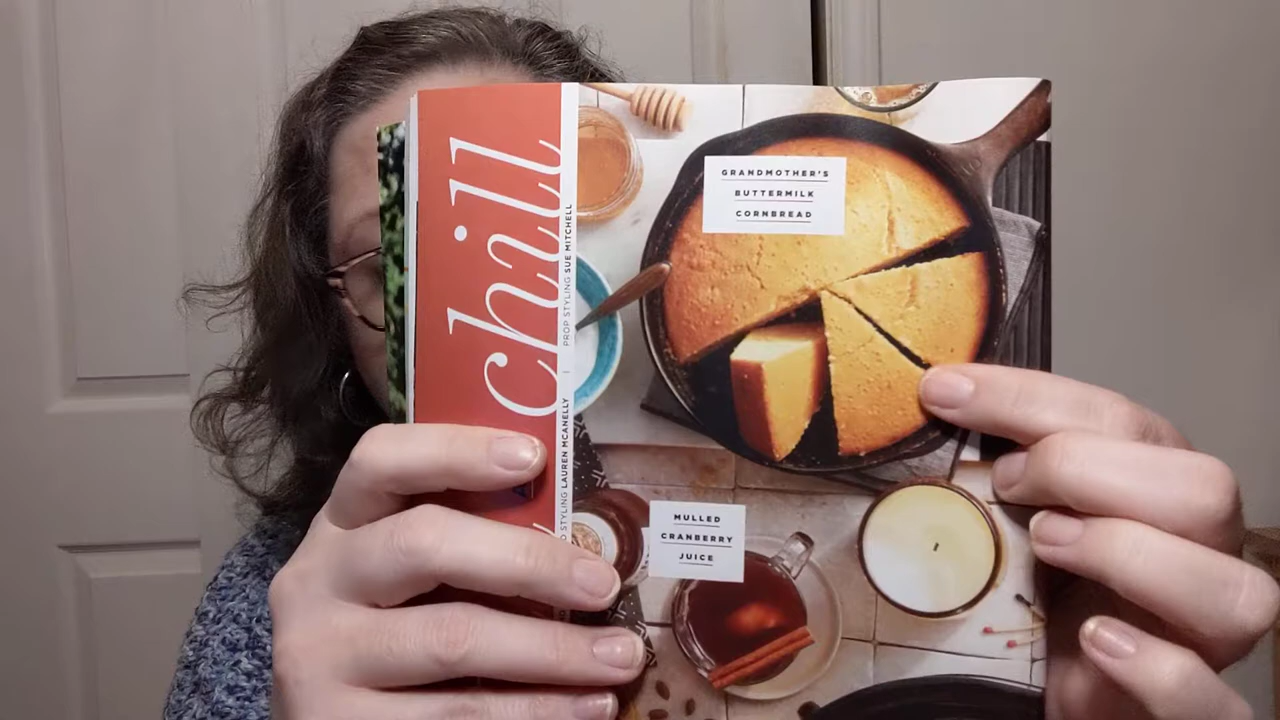 chill
PROP STYLING SUE MITCHELL
STYLING LAUREN MCANELLY |
GRANDMOTHER'S
BUTTERMILK
CORNBREAD
MULLED
CRANBERRY
JUICE